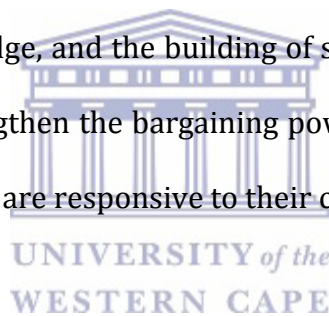 dge, and the building of s
gthen the bargaining pow
are responsive to their c
UNIVERSITY of the
WESTERN CAPE